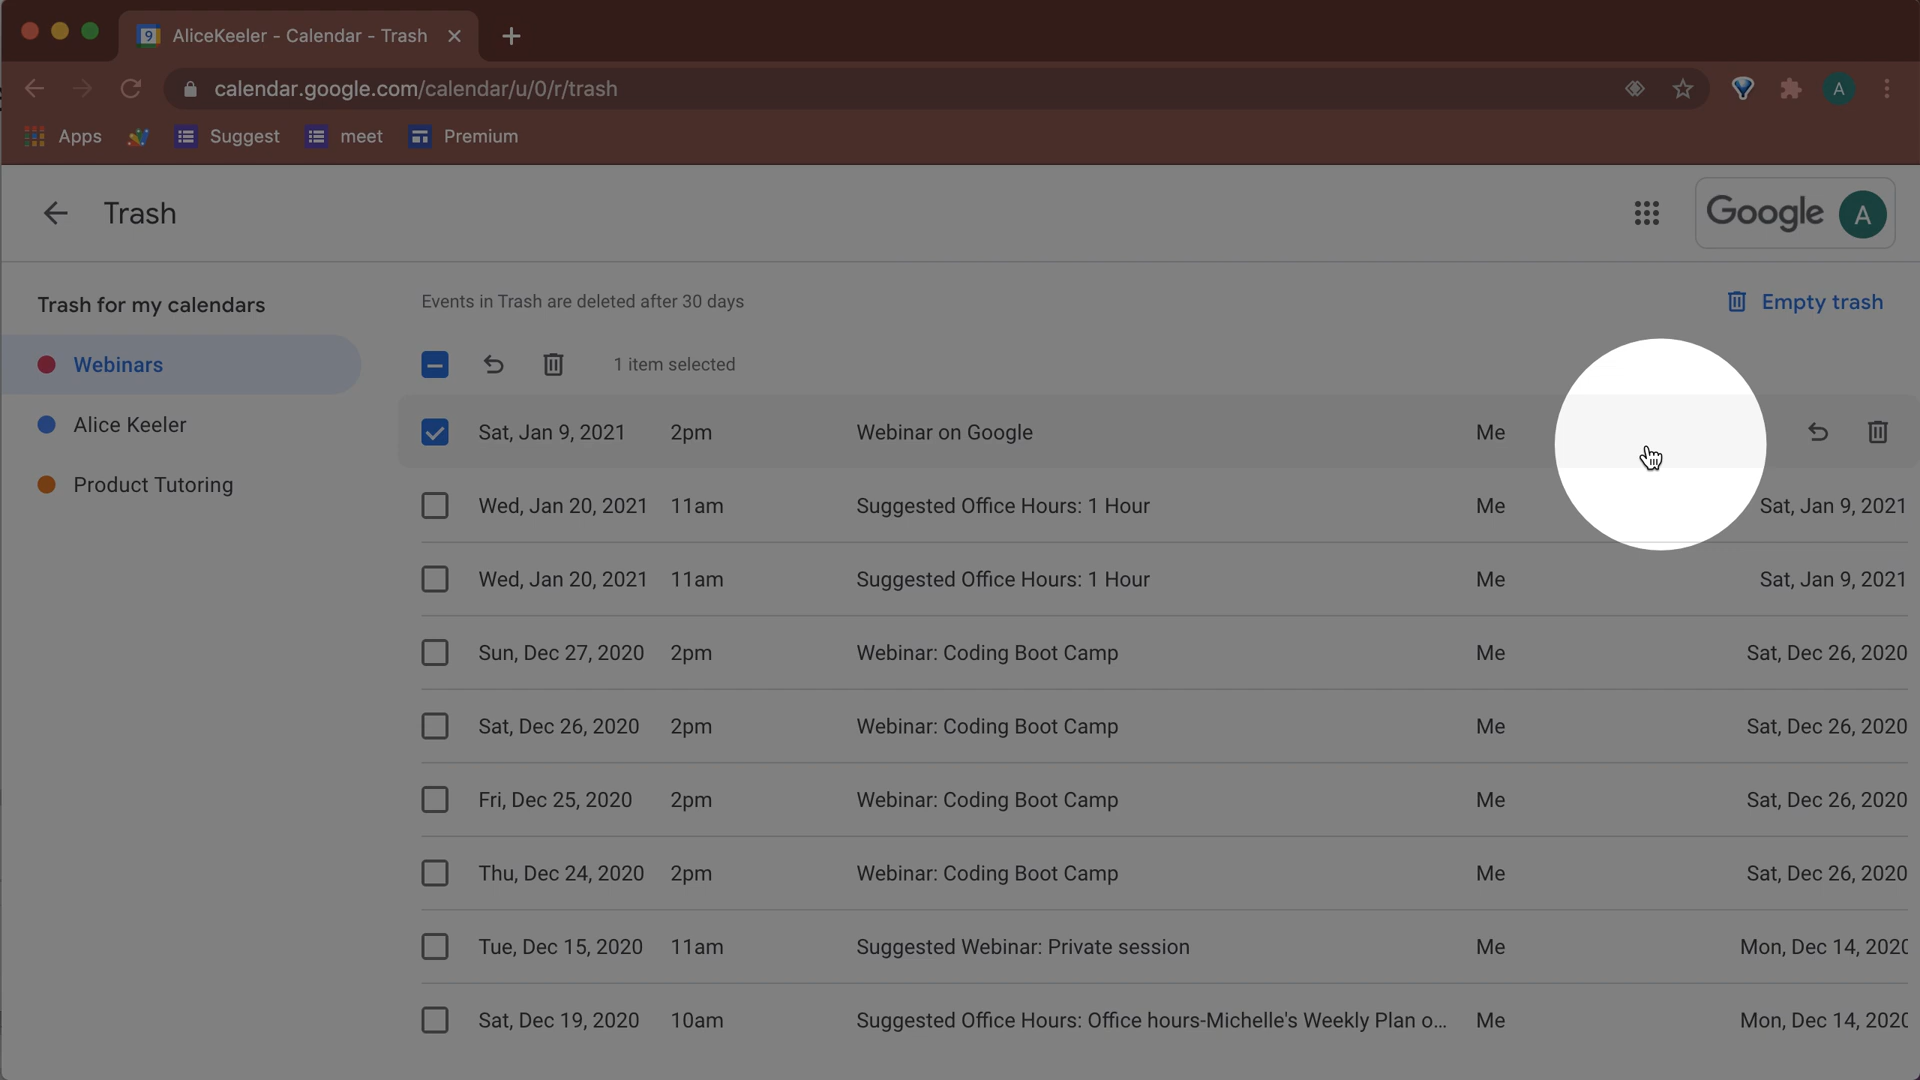 AliceKeeler - Calendar - Trash
calendar.google.com/calendar/u/0/r/trash
A
Apps
Suggest
meet
Premium
Trash
Google
A
Trash for my calendars
Webinars
Alice Keeler
Product Tutoring
Events in Trash are deleted after 30 days
Empty trash
1 item selected
Sat, Jan 9, 2021 2pm Webinar on Google Me
Wed, Jan 20, 2021 11am Suggested Office Hours: 1 Hour Me Sat, Jan 9, 2021
Wed, Jan 20, 2021 11am Suggested Office Hours: 1 Hour Me Sat, Jan 9, 2021
Sun, Dec 27, 2020 2pm Webinar: Coding Boot Camp Me Sat, Dec 26, 2020
Sat, Dec 26, 2020 2pm Webinar: Coding Boot Camp Me Sat, Dec 26, 2020
Fri, Dec 25, 2020 2pm Webinar: Coding Boot Camp Me Sat, Dec 26, 2020
Thu, Dec 24, 2020 2pm Webinar: Coding Boot Camp Me Sat, Dec 26, 2020
Tue, Dec 15, 2020 11am Suggested Webinar: Private session Me Mon, Dec 14, 2020
Sat, Dec 19, 2020 10am Suggested Office Hours: Office hours-Michelle's Weekly Plan o... Me Mon, Dec 14, 2020